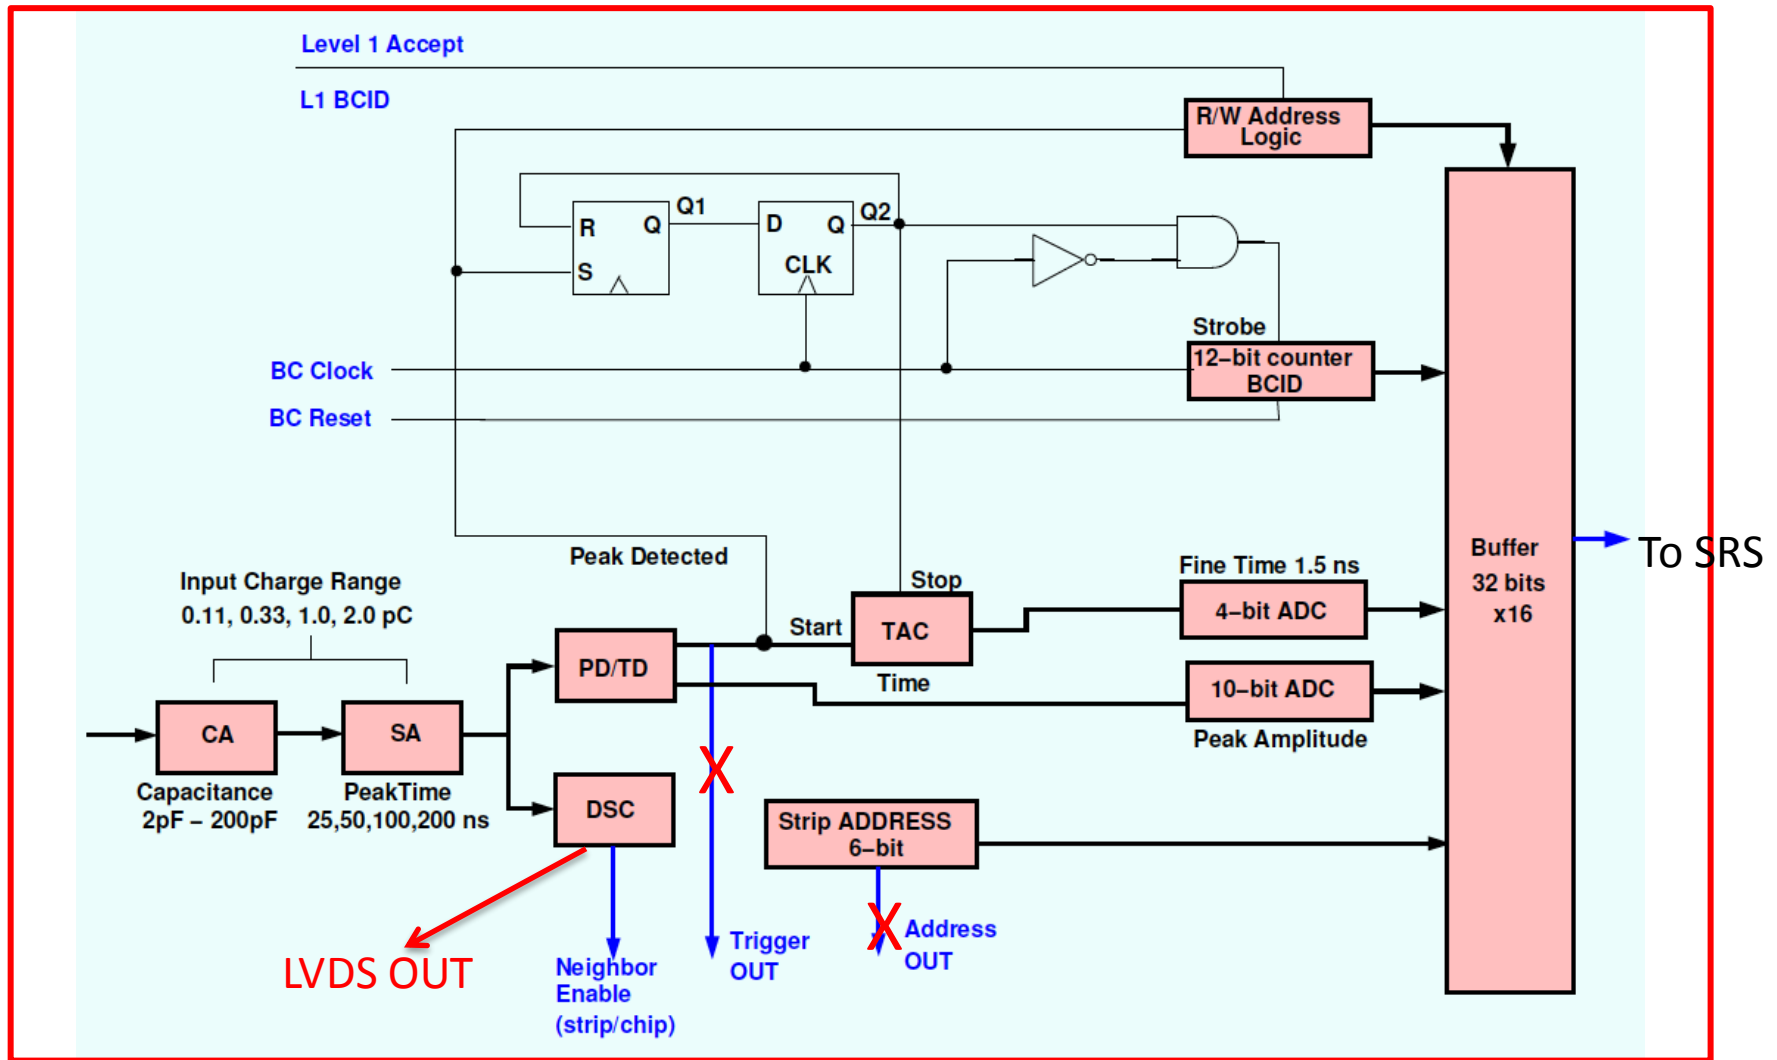 Level 1 Accept
L1 BCID
R/W Address
Logic
R
Q
Q1
D
Q
Q2
S
CLK
Strobe
BC Clock
12–bit counter
BCID
BC Reset
Peak Detected
Input Charge Range
0.11, 0.33, 1.0, 2.0 pC
Start
Stop
TAC
Time
Fine Time 1.5 ns
4–bit ADC
Buffer
32 bits
x16
To SRS
PD/TD
10–bit ADC
Peak Amplitude
CA
SA
Capacitance
2pF – 200pF
PeakTime
25,50,100,200 ns
DSC
X
Strip ADDRESS
6–bit
X
LVDS OUT
Neighbor
Enable
(strip/chip)
Trigger
OUT
Address
OUT